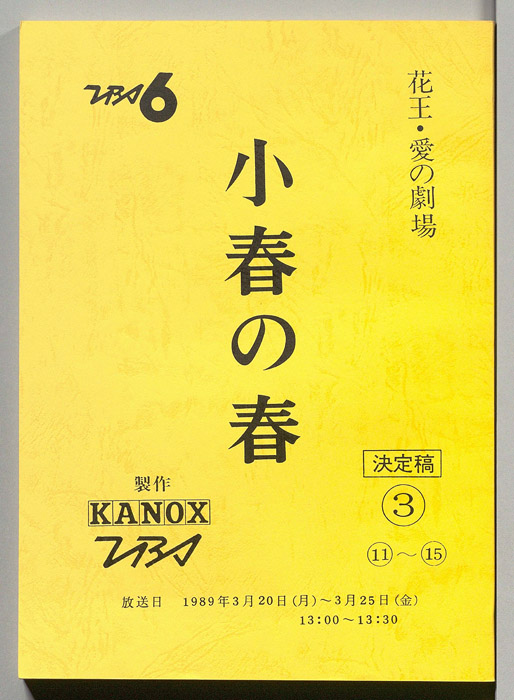 花王・愛の劇場
TBS6
小春の春
決定稿
③
⑪～⑮
製作
KANOX
TBS
放送日 1989年3月20日(月)～3月25日(金)
13:00～13:30